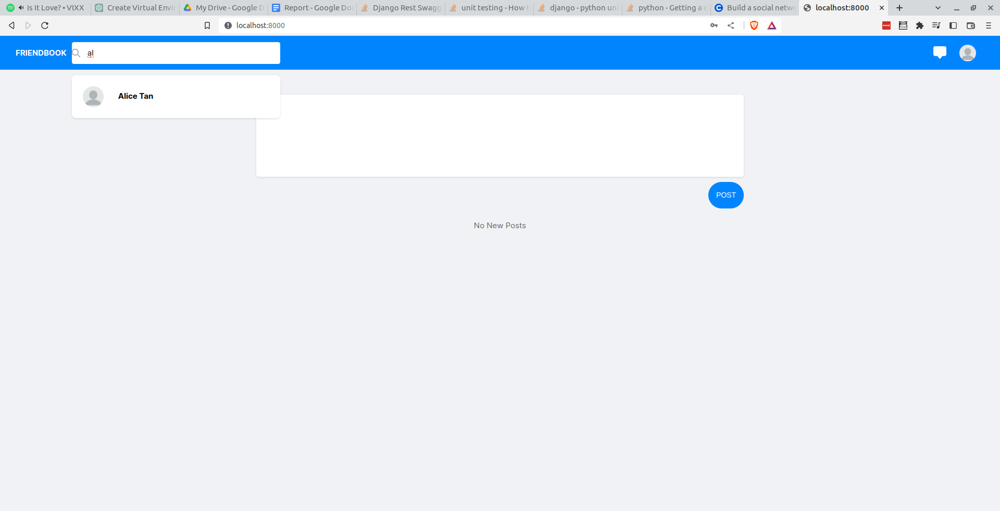 Is It Love? • VIXX
Create Virtual Envir
My Drive - Google D
Report - Google Doc
Django Rest Swagg
unit testing - How t
django - python uni
python - Getting a c
Build a social netwo
localhost:8000
localhost:8000
FRIENDBOOK
al
Alice Tan
POST
No New Posts